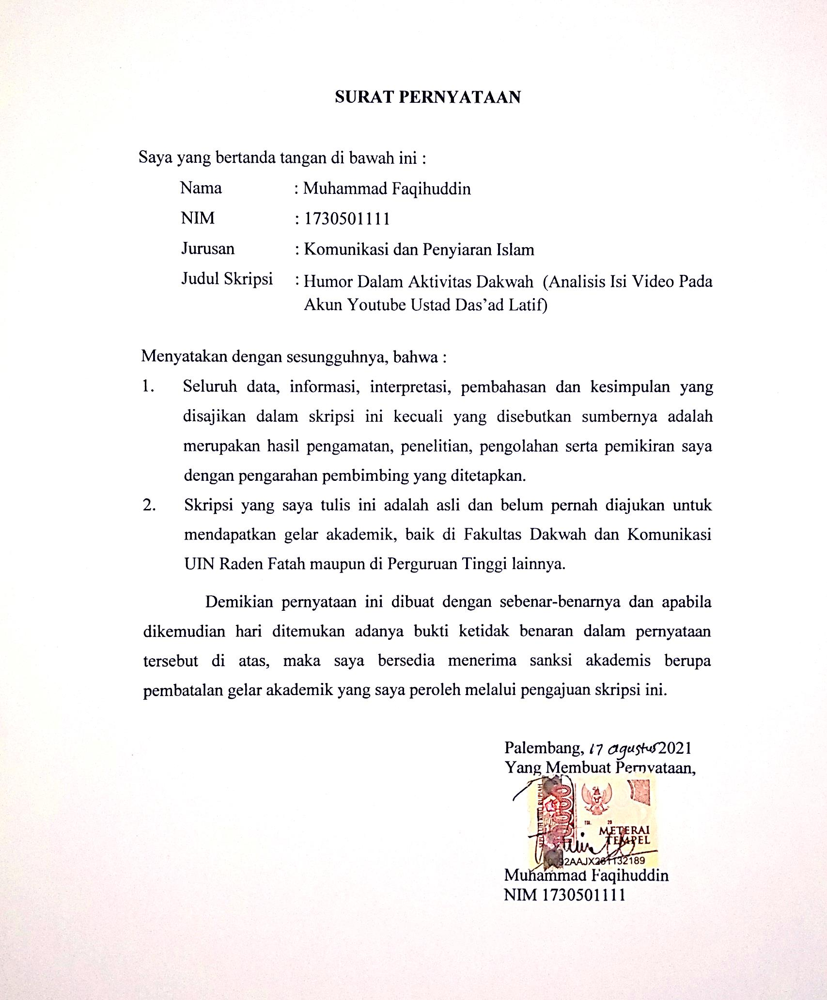 SURAT PERNYATAAN
Saya yang bertanda tangan di bawah ini :
Nama : Muhammad Faqihuddin
NIM : 1730501111
Jurusan : Komunikasi dan Penyiaran Islam
Judul Skripsi : Humor Dalam Aktivitas Dakwah (Analisis Isi Video Pada
Akun Youtube Ustad Das’ad Latif)
Menyatakan dengan sesungguhnya, bahwa :
1. Seluruh data, informasi, interpretasi, pembahasan dan kesimpulan yang
disajikan dalam skripsi ini kecuali yang disebutkan sumbernya adalah
merupakan hasil pengamatan, penelitian, pengolahan serta pemikiran saya
dengan pengarahan pembimbing yang ditetapkan.
2. Skripsi yang saya tulis ini adalah asli dan belum pernah diajukan untuk
mendapatkan gelar akademik, baik di Fakultas Dakwah dan Komunikasi
UIN Raden Fatah maupun di Perguruan Tinggi lainnya.
Demikian pernyataan ini dibuat dengan sebenar-benarnya dan apabila
dikemudian hari ditemukan adanya bukti ketidak benaran dalam pernyataan
tersebut di atas, maka saya bersedia menerima sanksi akademis berupa
pembatalan gelar akademik yang saya peroleh melalui pengajuan skripsi ini.
Palembang, 17 agustus 2021
Yang Membuat Pernyataan,
RIBU RUPIAH
TGL. 20
METERAI
TEMPEL
Muhammad Faqihuddin
NIM 1730501111